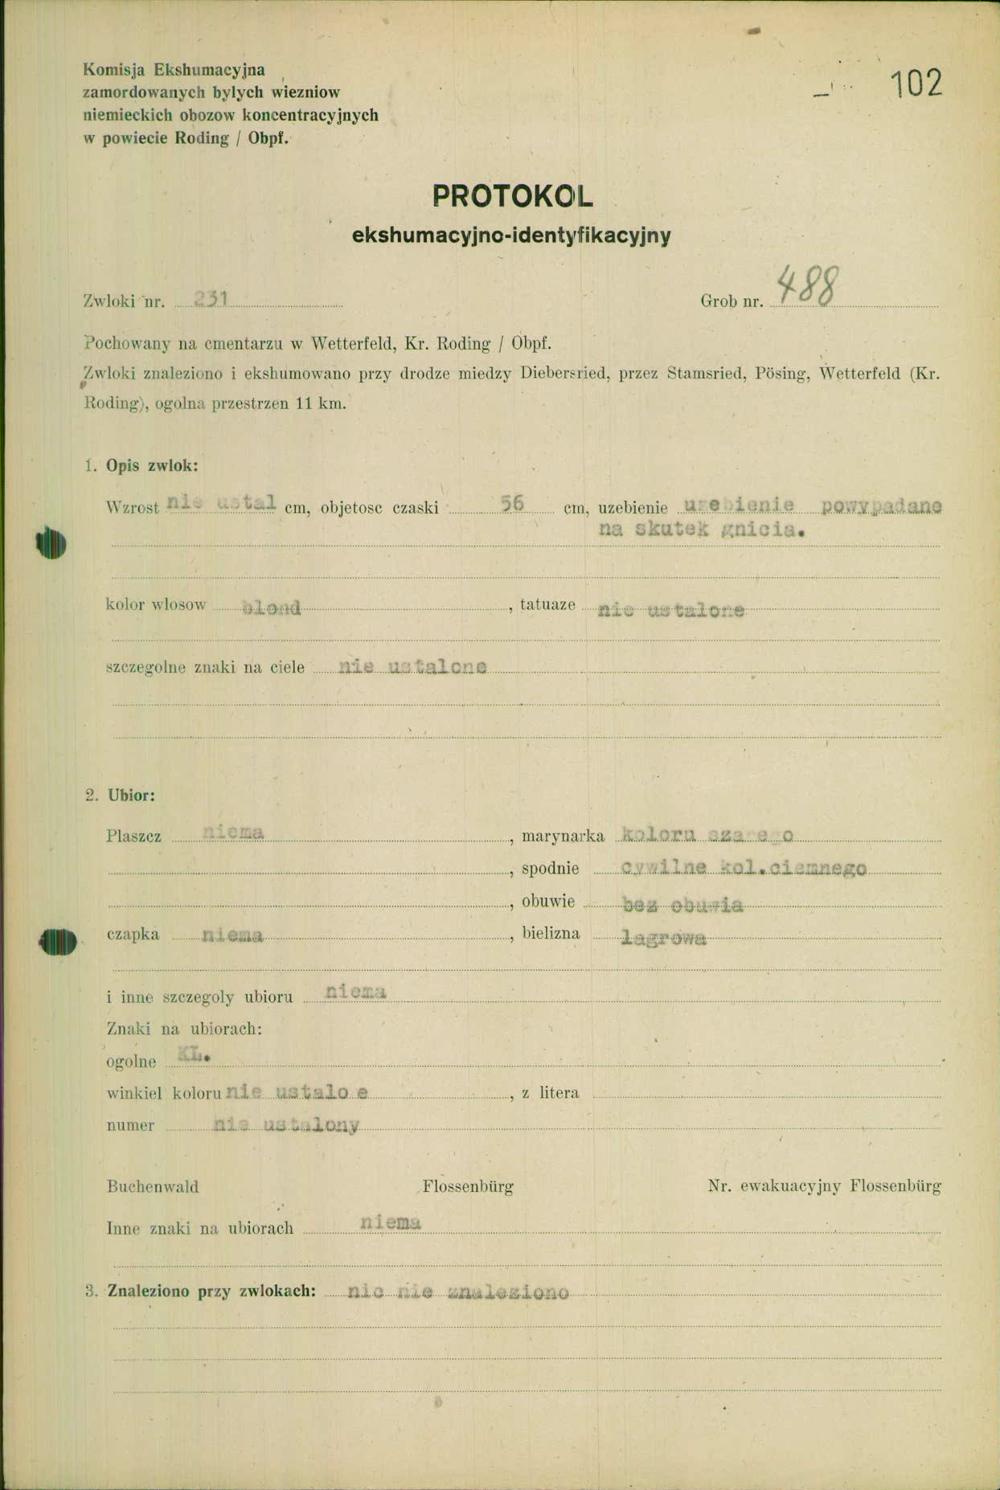 Komisja Ekshumacyjna
zamordowanych bylych wiezniow
niemieckich obozow koncentracyjnych
w powiecie Roding / Obpf.
102
PROTOKOL
ekshumacyjno-identyfikacyjny
Zwloki nr. 231 Grob nr. 488
Pochowany na cmentarzu w Wetterfeld, Kr. Roding / Obpf.
Zwloki znaleziono i ekshumowano przy drodze miedzy Diebersried, przez Stamsried, Pösing, Wetterfeld (Kr.
Roding), ogolna przestrzen 11 km.
1. Opis zwlok:
Wzrost nie ustal cm, objetosc czaski 56 cm, uzebienie uzebienie powypadane
na skutek gnicia.
kolor wlosow blond , tatuaze nie ustalone
szczegolne znaki na ciele nie ustalone
2. Ubior:
Plaszcz niema , marynarka koloru szarego
, spodnie cywilne kol.ciemnego
, obuwie bez obuwia
czapka niema , bielizna lagrowa
i inne szczegoly ubioru niema
Znaki na ubiorach:
ogolne KL.
winkiel koloru nie ustalo e , z litera
numer nie ustalony
Buchenwald Flossenbürg Nr. ewakuacyjny Flossenbürg
Inne znaki na ubiorach niema
3. Znaleziono przy zwlokach: nic nie znaleziono